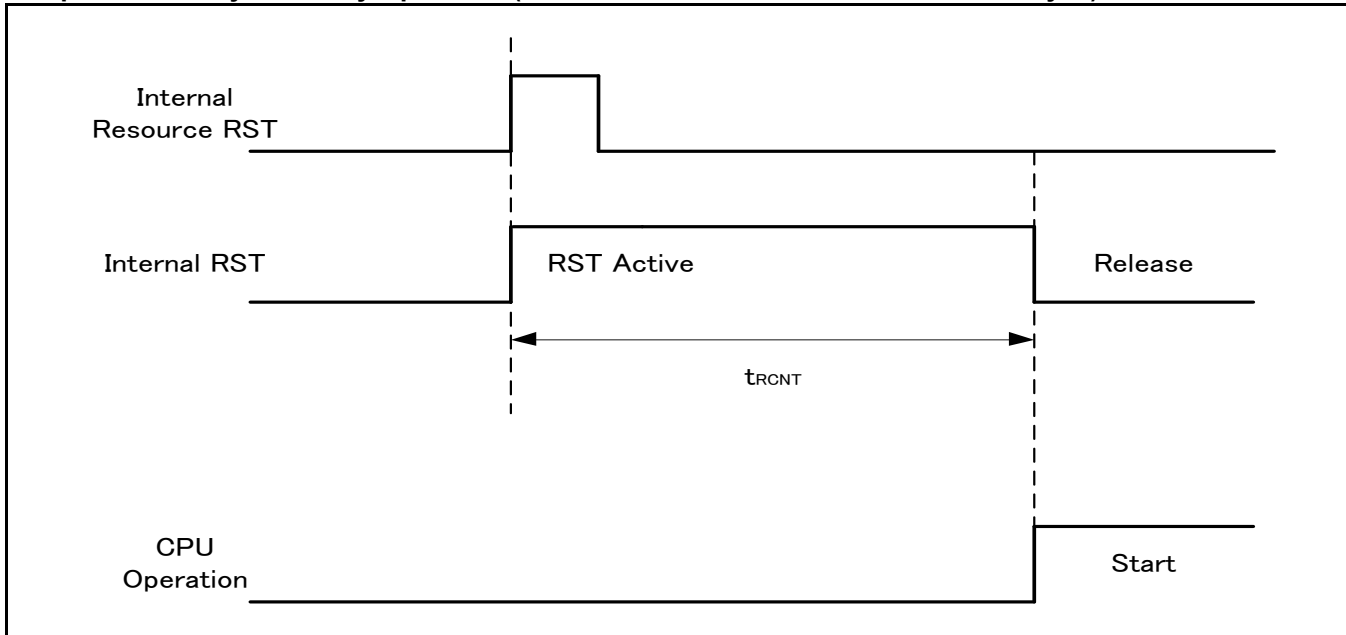 Internal
Resource RST
Internal RST
RST Active
Release
tRCNT
CPU
Operation
Start